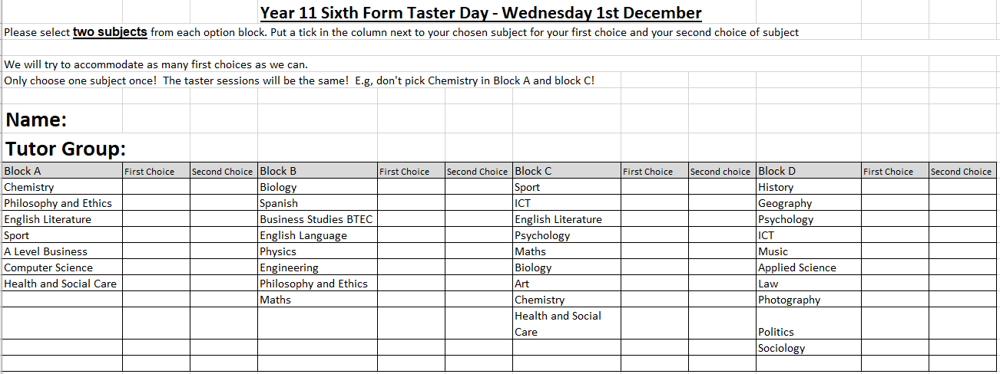 Year 11 Sixth Form Taster Day - Wednesday 1st December
Please select two subjects from each option block. Put a tick in the column next to your chosen subject for your first choice and your second choice of subject
We will try to accommodate as many first choices as we can.
Only choose one subject once!  The taster sessions will be the same!  E.g, don't pick Chemistry in Block A and block C!
Name:
Tutor Group:
Block A First Choice Second Choice Block B First Choice Second Choice Block C First Choice Second choice Block D First Choice Second Choice
Chemistry Biology Sport History
Philosophy and Ethics Spanish ICT Geography
English Literature Business Studies BTEC English Literature Psychology
Sport English Language Psychology ICT
A Level Business Physics Maths Music
Computer Science Engineering Biology Applied Science
Health and Social Care Philosophy and Ethics Art Law
Maths Chemistry Photography
Health and Social
Care Politics
Sociology